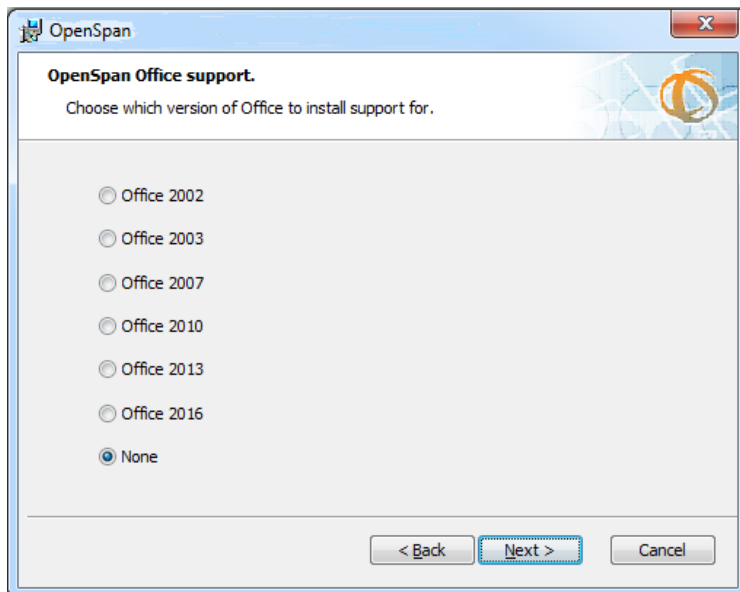 OpenSpan
OpenSpan Office support.
Choose which version of Office to install support for.
Office 2002
Office 2003
Office 2007
Office 2010
Office 2013
Office 2016
None
< Back
Next >
Cancel